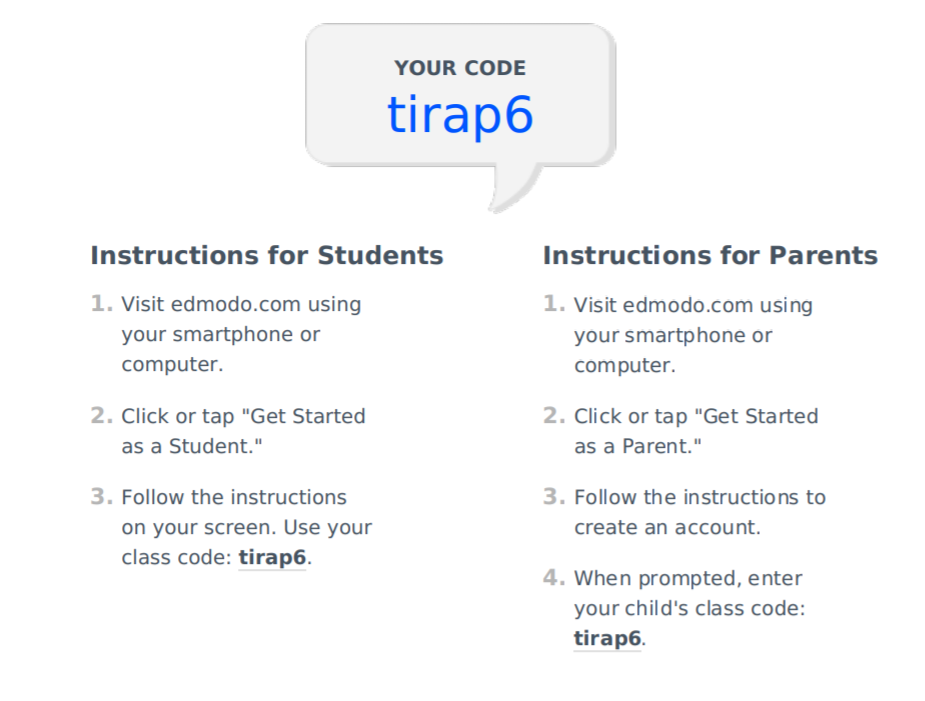 YOUR CODE
tirap6
Instructions for Students
1. Visit edmodo.com using
your smartphone or
computer.
2. Click or tap "Get Started
as a Student."
3. Follow the instructions
on your screen. Use your
class code: tirap6.
Instructions for Parents
1. Visit edmodo.com using
your smartphone or
computer.
2. Click or tap "Get Started
as a Parent."
3. Follow the instructions to
create an account.
4. When prompted, enter
your child's class code:
tirap6.